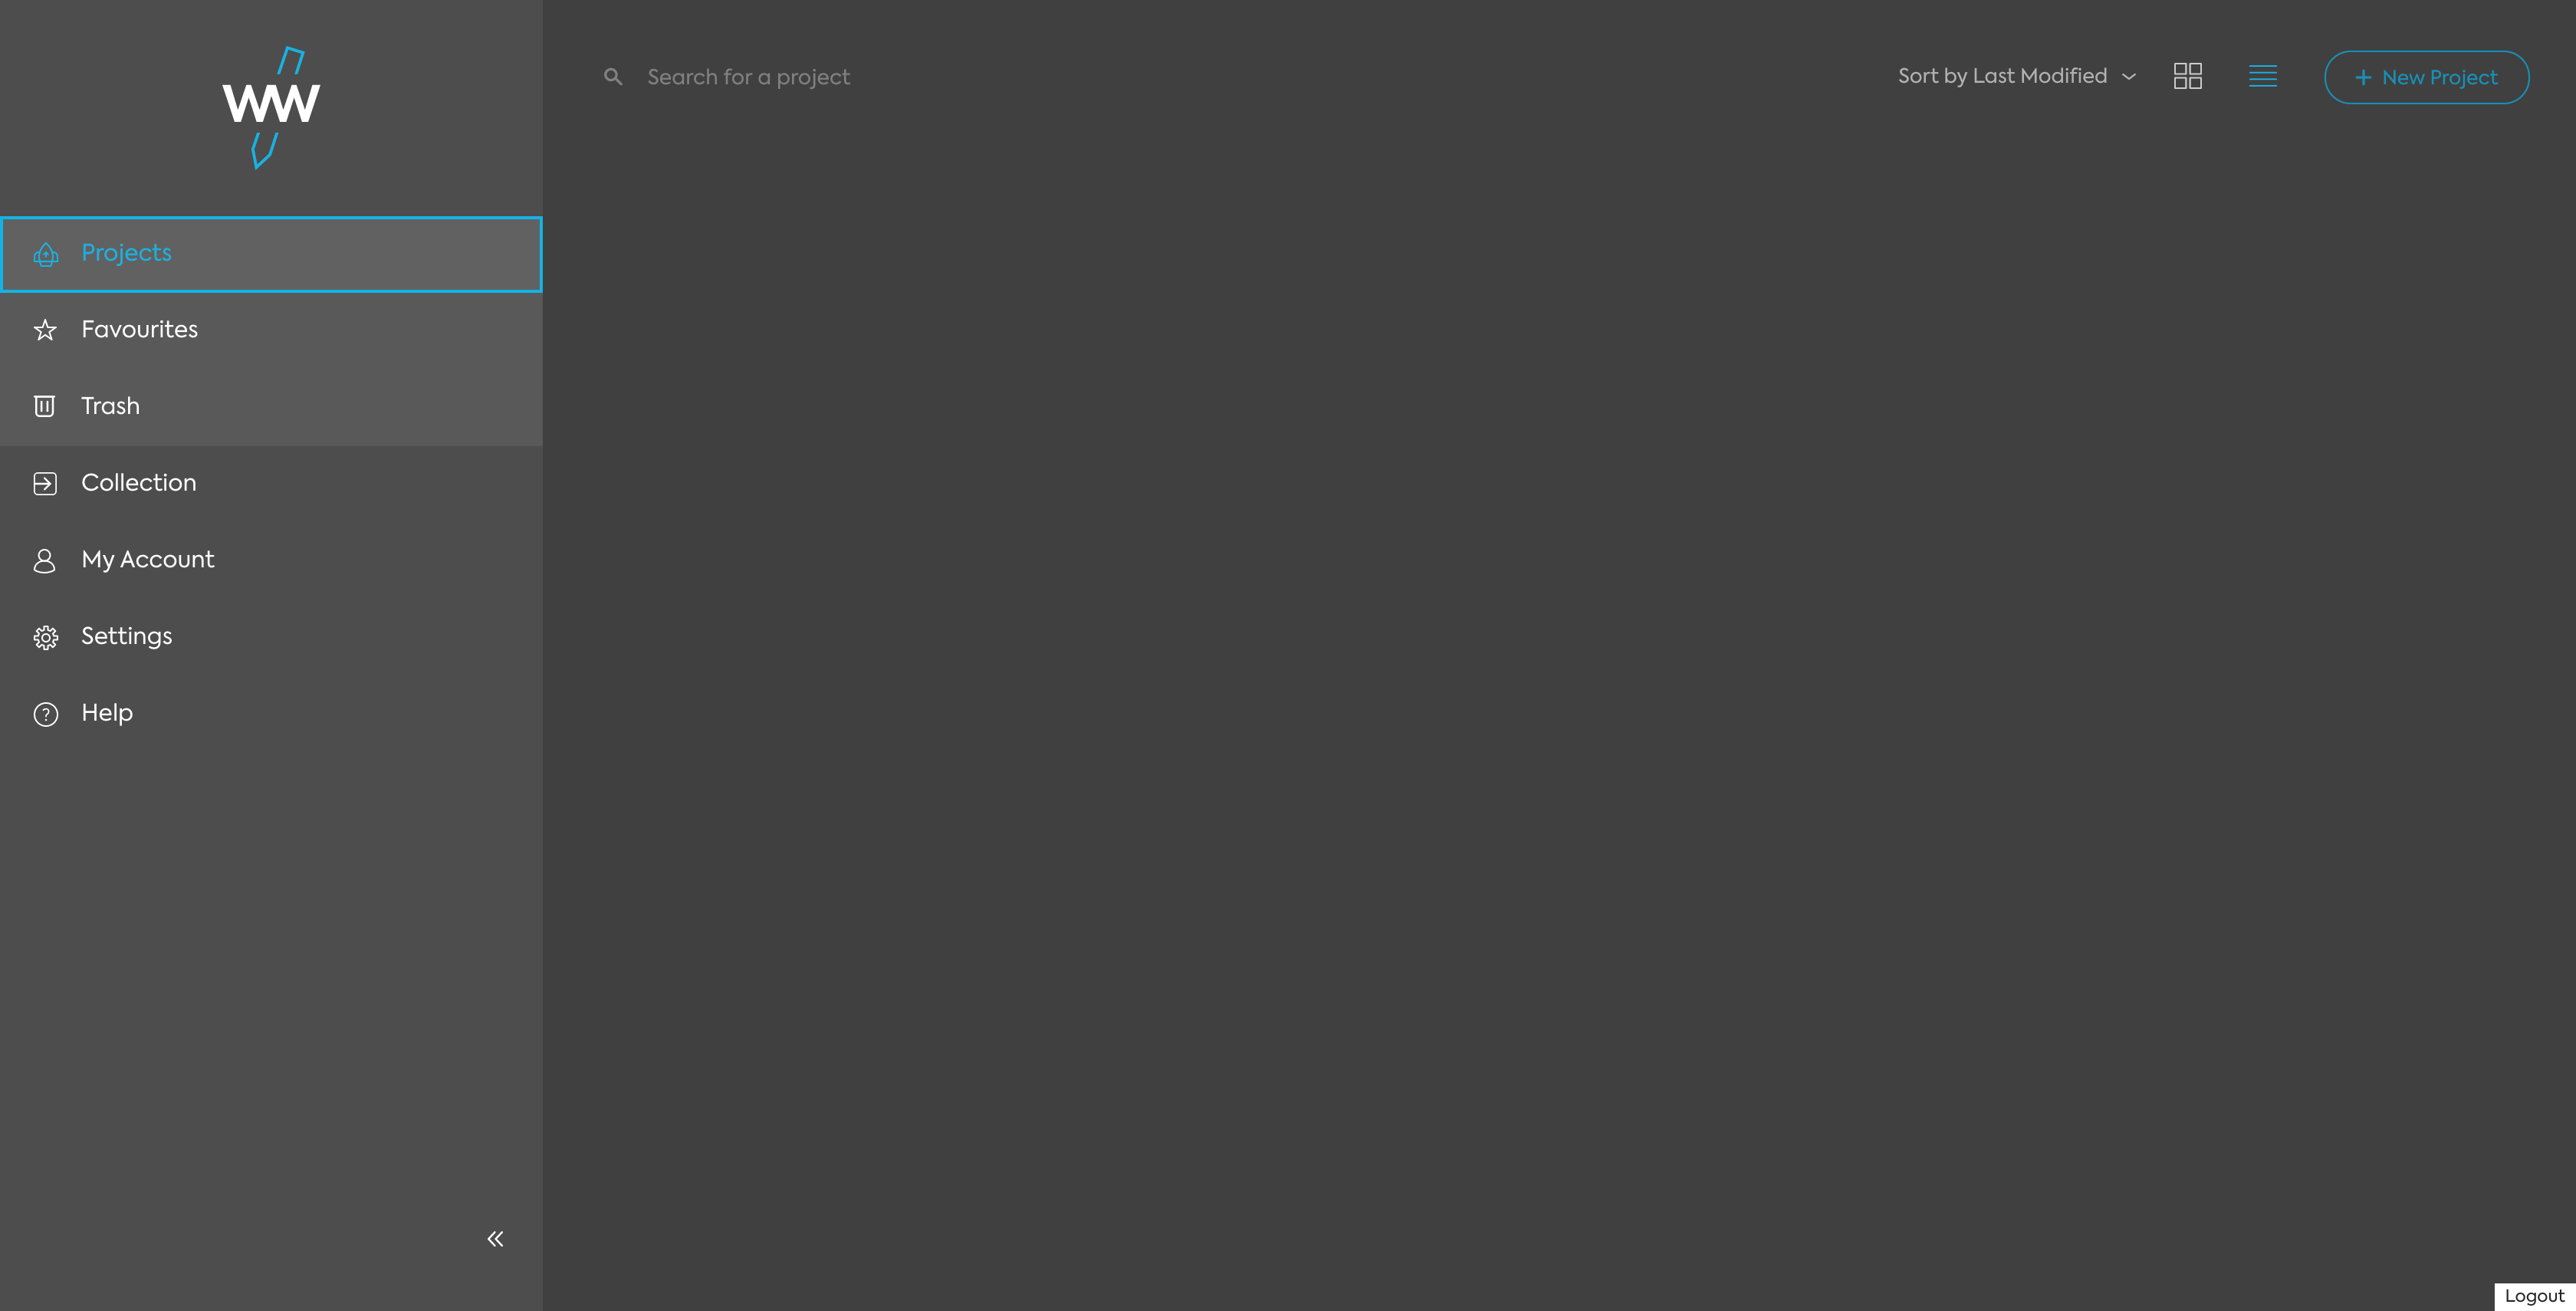 WW
Search for a project
Sort by Last Modified
+ New Project
Projects
Favourites
Trash
Collection
My Account
Settings
Help
Logout